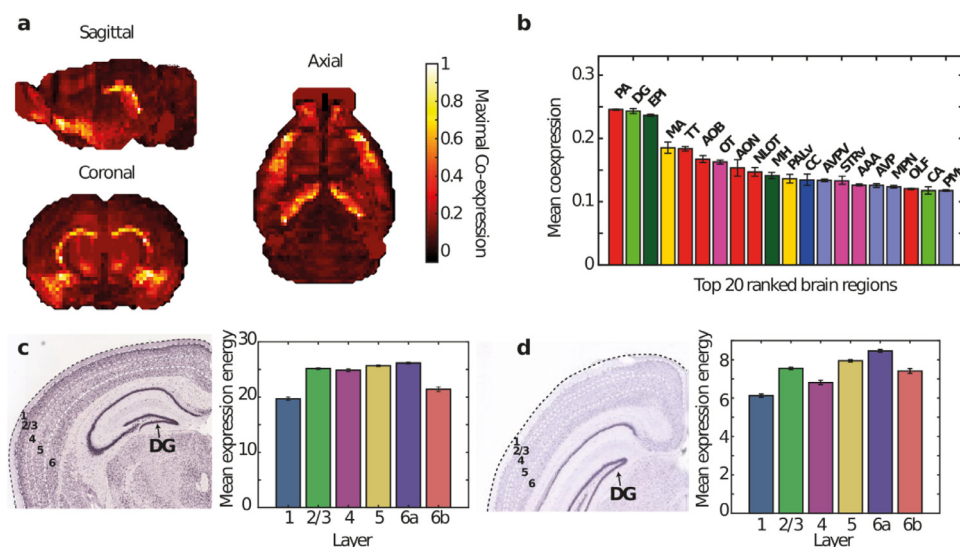 a
Sagittal
Coronal
Axial
1
0.8
0.6
0.4
0.2
0
Maximal Co-expression
b
0.3
0.2
0.1
0
Mean coexpression
PA DG EPI MA TT AOB OT AON NLOT MH PALv CC AVPV STRv AAA AVP MPN OLF CA PM
Top 20 ranked brain regions
c
1
2/3
4
5
6
DG
30
20
10
0
Mean expression energy
1 2/3 4 5 6a 6b
Layer
d
1
2/3
4
5
6
DG
8
6
4
2
0
Mean expression energy
1 2/3 4 5 6a 6b
Layer